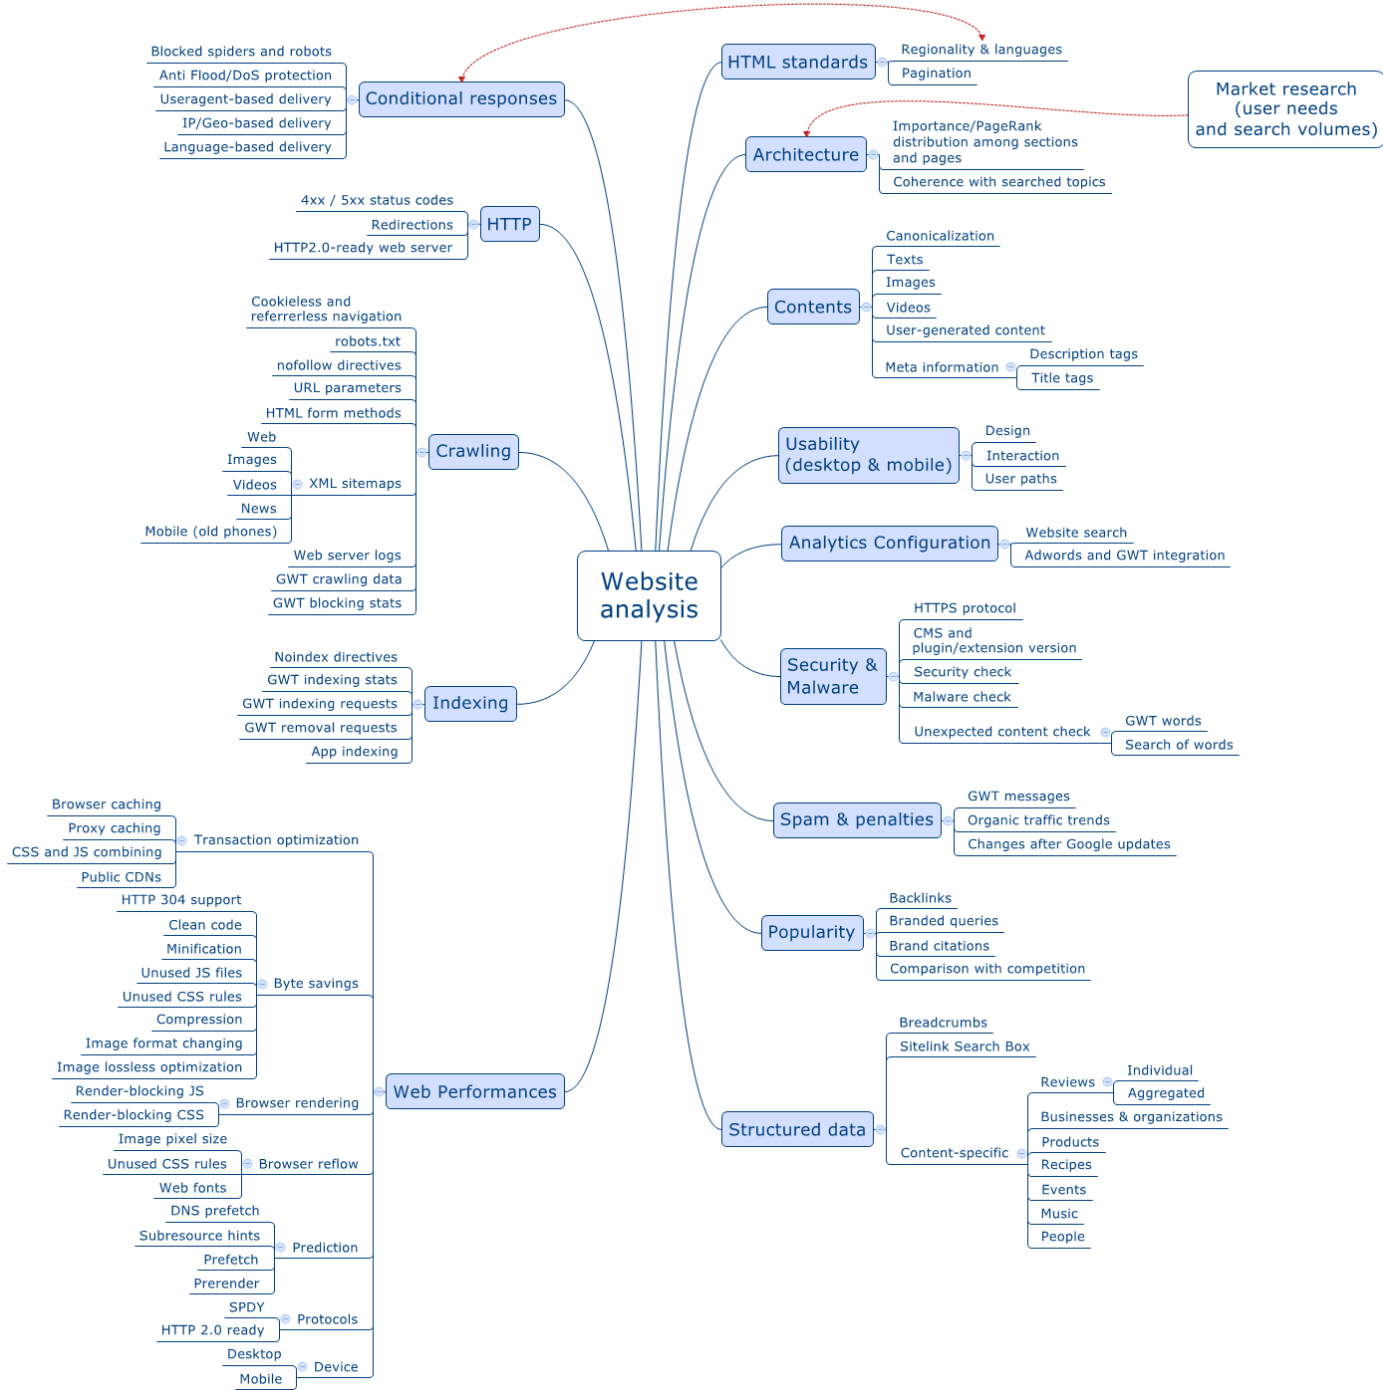 Website
analysis
Conditional responses
Blocked spiders and robots
Anti Flood/DoS protection
Useragent-based delivery
IP/Geo-based delivery
Language-based delivery
HTTP
4xx / 5xx status codes
Redirections
HTTP2.0-ready web server
Crawling
Cookieless and
referrerless navigation
robots.txt
nofollow directives
URL parameters
HTML form methods
XML sitemaps
Web
Images
Videos
News
Mobile (old phones)
Web server logs
GWT crawling data
GWT blocking stats
Indexing
Noindex directives
GWT indexing stats
GWT indexing requests
GWT removal requests
App indexing
Web Performances
Transaction optimization
Browser caching
Proxy caching
CSS and JS combining
Public CDNs
Byte savings
HTTP 304 support
Clean code
Minification
Unused JS files
Unused CSS rules
Compression
Image format changing
Image lossless optimization
Browser rendering
Render-blocking JS
Render-blocking CSS
Browser reflow
Image pixel size
Unused CSS rules
Web fonts
Prediction
DNS prefetch
Subresource hints
Prefetch
Prerender
Protocols
SPDY
HTTP 2.0 ready
Device
Desktop
Mobile
HTML standards
Regionality & languages
Pagination
Market research
(user needs
and search volumes)
Architecture
Importance/PageRank
distribution among sections
and pages
Coherence with searched topics
Contents
Canonicalization
Texts
Images
Videos
User-generated content
Meta information
Description tags
Title tags
Usability
(desktop & mobile)
Design
Interaction
User paths
Analytics Configuration
Website search
Adwords and GWT integration
Security &
Malware
HTTPS protocol
CMS and
plugin/extension version
Security check
Malware check
Unexpected content check
GWT words
Search of words
Spam & penalties
GWT messages
Organic traffic trends
Changes after Google updates
Popularity
Backlinks
Branded queries
Brand citations
Comparison with competition
Structured data
Breadcrumbs
Sitelink Search Box
Content-specific
Reviews
Individual
Aggregated
Businesses & organizations
Products
Recipes
Events
Music
People